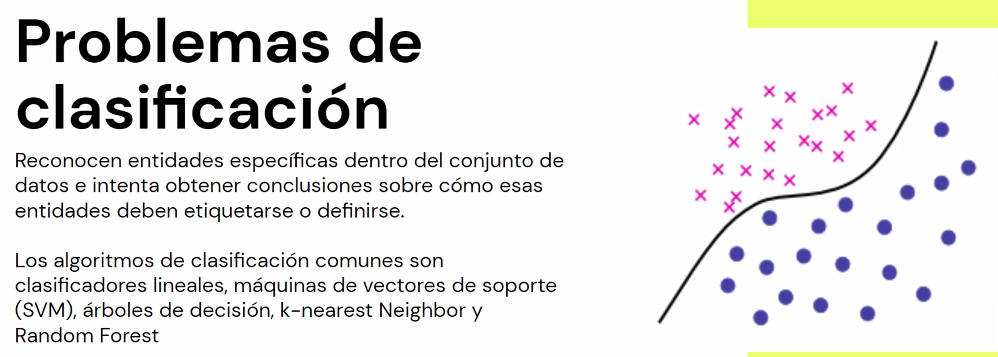 Problemas de
clasificación
Reconocen entidades específicas dentro del conjunto de
datos e intenta obtener conclusiones sobre cómo esas
entidades deben etiquetarse o definirse.
Los algoritmos de clasificación comunes son
clasificadores lineales, máquinas de vectores de soporte
(SVM), árboles de decisión, k-nearest Neighbor y
Random Forest